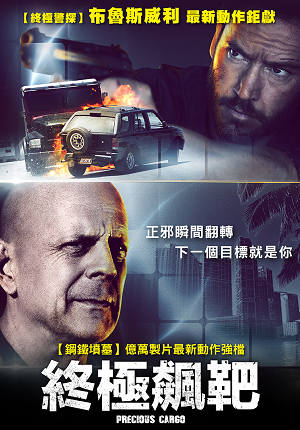 【終極警探】布魯斯威利 最新動作鉅獻
正邪瞬間翻轉
下一個目標就是你
【鋼鐵墳墓】億萬製片最新動作強檔
終極飆靶
PRECIOUS CARGO